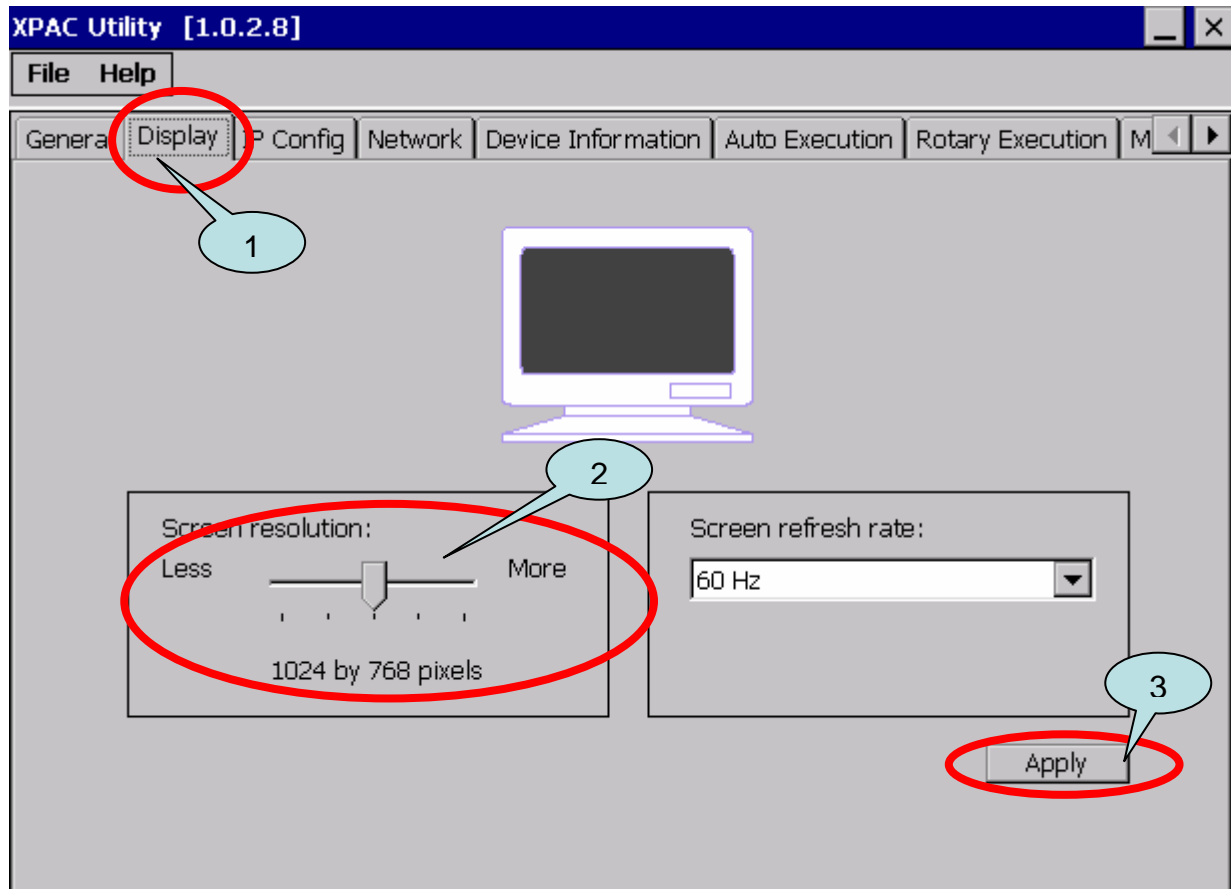 XPAC Utility [1.0.2.8]
File Help
Genera Display IP Config Network Device Information Auto Execution Rotary Execution M
1
2
Screen resolution:
Less More
1024 by 768 pixels
Screen refresh rate:
60 Hz
3
Apply